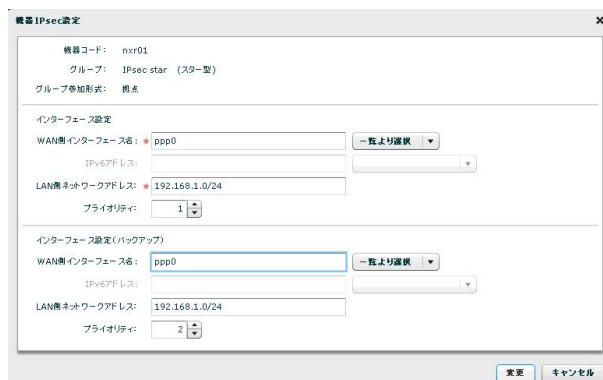 機器IPsec設定
機器コード: nxr01
グループ: IPsec star (スター型)
グループ参加形式: 拠点
インターフェース設定
WAN側インターフェース名: * ppp0 一覧より選択
IPv6アドレス:
LAN側ネットワークアドレス: * 192.168.1.0/24
プライオリティ: 1
インターフェース設定(バックアップ)
WAN側インターフェース名: ppp0 一覧より選択
IPv6アドレス:
LAN側ネットワークアドレス: 192.168.1.0/24
プライオリティ: 2
変更 キャンセル